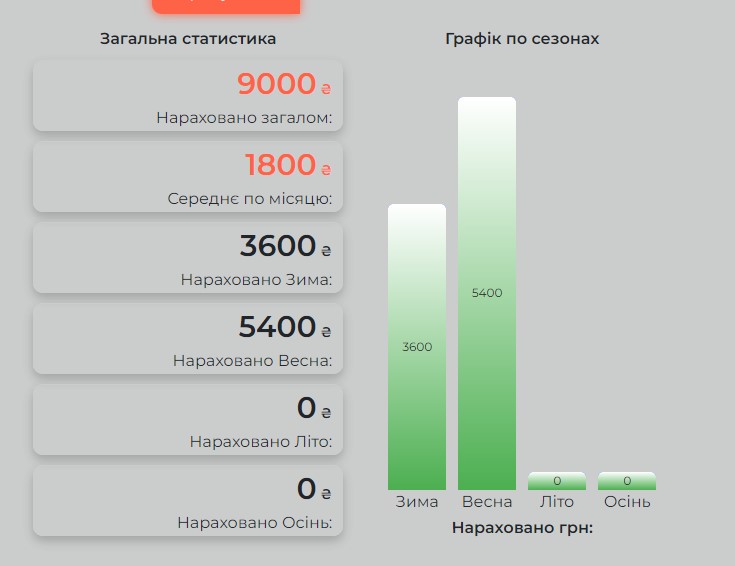 Загальна статистика
9000 ₴
Нараховано загалом:
1800 ₴
Середнє по місяцю:
3600 ₴
Нараховано Зима:
5400 ₴
Нараховано Весна:
0 ₴
Нараховано Літо:
0 ₴
Нараховано Осінь:
Графік по сезонах
5400
3600
0 0
Зима Весна Літо Осінь
Нараховано грн: